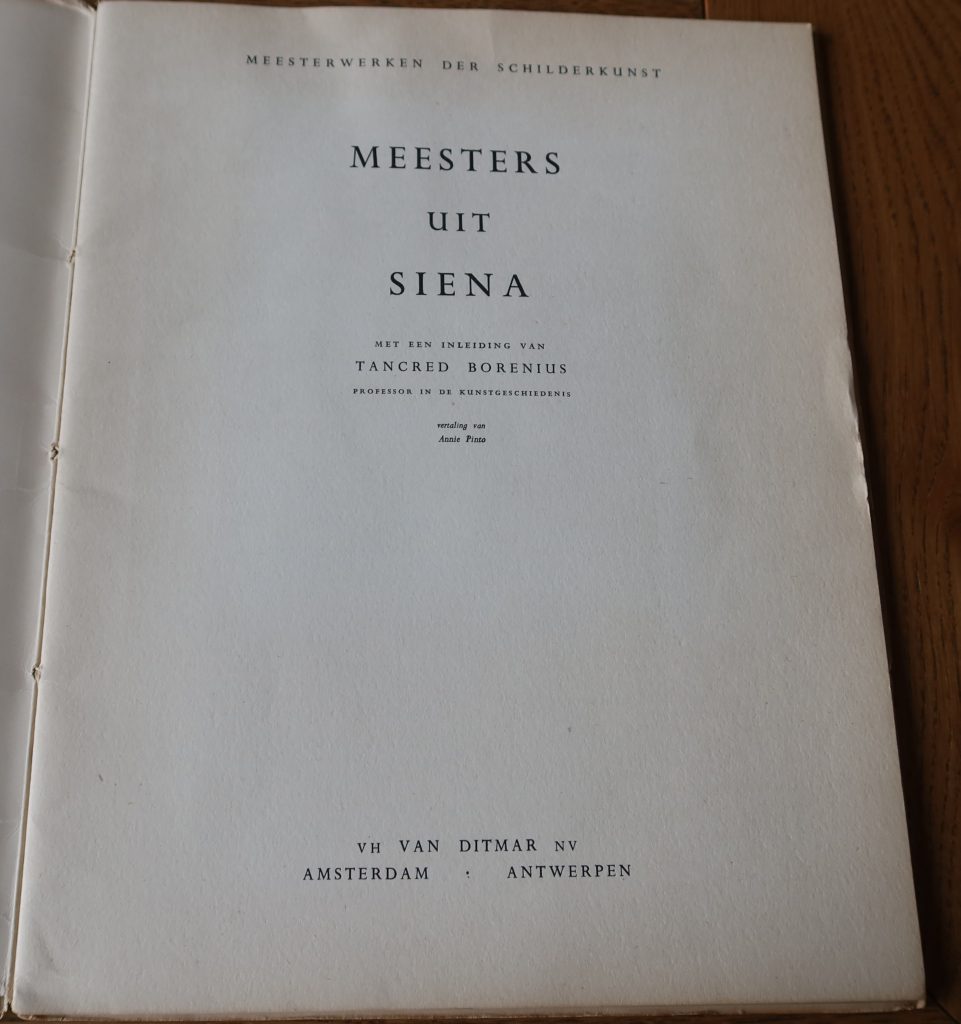 MEESTERWERKEN DER SCHILDERKUNST
MEESTERS
UIT
SIENA
MET EEN INLEIDING VAN
TANCRED BORENIUS
PROFESSOR IN DE KUNSTGESCHIEDENIS
vertaling van
Annie Pinto
VH VAN DITMAR NV
AMSTERDAM · ANTWERPEN